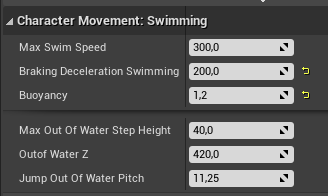 Character Movement: Swimming
Max Swim Speed 300,0
Braking Deceleration Swimming 200,0
Buoyancy 1,2
Max Out Of Water Step Height 40,0
Outof Water Z 420,0
Jump Out Of Water Pitch 11,25